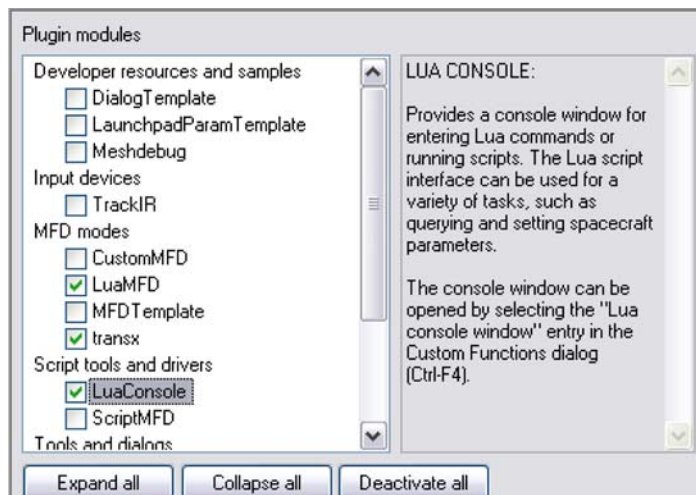 Plugin modules
Developer resources and samples
DialogTemplate
LaunchpadParamTemplate
Meshdebug
Input devices
TrackIR
MFD modes
CustomMFD
LuaMFD
MFDTemplate
transx
Script tools and drivers
LuaConsole
ScriptMFD
Tools and dialogs
LUA CONSOLE:
Provides a console window for
entering Lua commands or
running scripts. The Lua script
interface can be used for a
variety of tasks, such as
querying and setting spacecraft
parameters.
The console window can be
opened by selecting the "Lua
console window" entry in the
Custom Functions dialog
(Ctrl-F4).
Expand all
Collapse all
Deactivate all